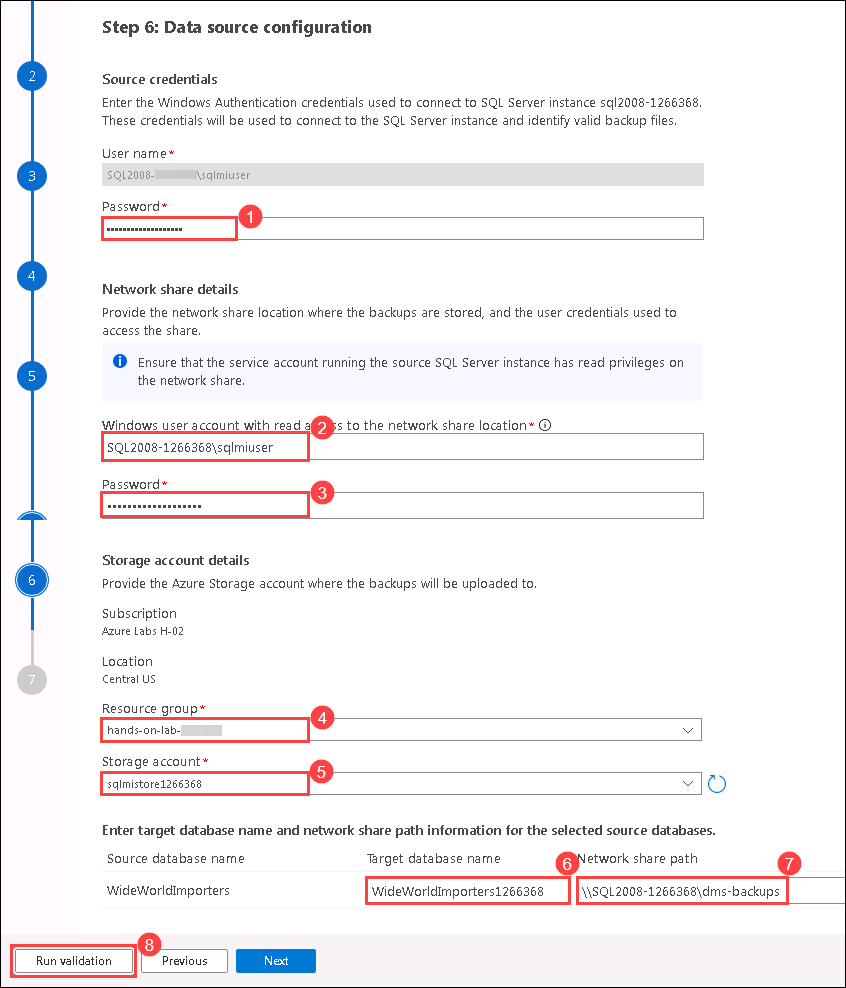 Step 6: Data source configuration
2
Source credentials
Enter the Windows Authentication credentials used to connect to SQL Server instance sql2008-1266368.
These credentials will be used to connect to the SQL Server instance and identify valid backup files.
User name*
3
SQL2008- \sqlmiuser
Password*
1
•••••••••••••••••••
4
Network share details
Provide the network share location where the backups are stored, and the user credentials used to
access the share.
Ensure that the service account running the source SQL Server instance has read privileges on
the network share.
5
Windows user account with read ss to the network share location*
2
SQL2008-1266368\sqlmiuser
Password*
3
•••••••••••••••••••
Storage account details
6
Provide the Azure Storage account where the backups will be uploaded to.
Subscription
Azure Labs H-02
Location
Central US
7
Resource group*
4
hands-on-lab-
Storage account*
5
sqlmistore1266368
Enter target database name and network share path information for the selected source databases.
Source database name Target database name 6 Network share path 7
WideWorldImporters WideWorldImporters1266368 \\SQL2008-1266368\dms-backups
8
Run validation Previous Next